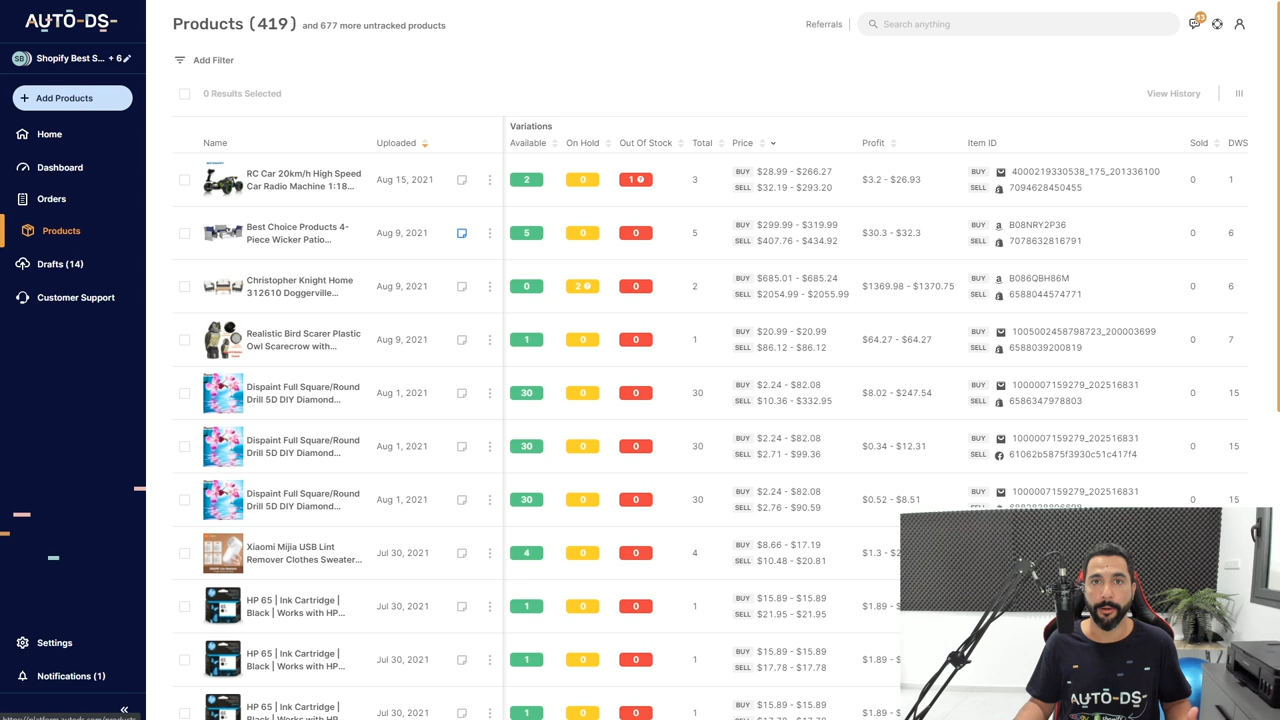 AUTO-DS-
Products (419) and 677 more untracked products
Referrals
Search anything
13
SB Shopify Best S... + 6
Add Filter
+ Add Products
0 Results Selected
View History
Home
Dashboard
Orders
Products
Drafts (14)
Customer Support
Settings
Notifications (1)
Variations
Name Uploaded Available On Hold Out Of Stock Total Price Profit Item ID Sold DWS
RC Car 20km/h High Speed Car Radio Machine 1:18... Aug 15, 2021 2 0 1 3 BUY $28.99 - $266.27 $3.2 - $26.93 BUY 4000219330538_175_201336100 0 1
SELL $32.19 - $293.20 SELL 7094628450455
Best Choice Products 4-Piece Wicker Patio... Aug 9, 2021 5 0 0 5 BUY $299.99 - $319.99 $30.3 - $32.3 BUY B08NRY2P36 0 6
SELL $407.76 - $434.92 SELL 7078632816791
Christopher Knight Home 312610 Doggerville... Aug 9, 2021 0 2 0 2 BUY $685.01 - $685.24 $1369.98 - $1370.75 BUY B086QBH86M 0 6
SELL $2054.99 - $2055.99 SELL 6588044574771
Realistic Bird Scarer Plastic Owl Scarecrow with... Aug 9, 2021 1 0 0 1 BUY $20.99 - $20.99 $64.27 - $64.27 BUY 1005002458798723_200003699 0 7
SELL $86.12 - $86.12 SELL 6588039200819
Dispaint Full Square/Round Drill 5D DIY Diamond... Aug 1, 2021 30 0 0 30 BUY $2.24 - $82.08 $8.02 - $247.54 BUY 1000007159279_202516831 0 15
SELL $10.36 - $332.95 SELL 6586347978803
Dispaint Full Square/Round Drill 5D DIY Diamond... Aug 1, 2021 30 0 0 30 BUY $2.24 - $82.08 $0.34 - $12.31 BUY 1000007159279_202516831 0 15
SELL $2.71 - $99.36 SELL 61062b5875f3930c51c417f4
Dispaint Full Square/Round Drill 5D DIY Diamond... Aug 1, 2021 30 0 0 30 BUY $2.24 - $82.08 $0.52 - $8.51 BUY 1000007159279_202516831 0 15
SELL $2.76 - $90.59
Xiaomi Mijia USB Lint Remover Clothes Sweater... Jul 30, 2021 4 0 0 4 BUY $8.66 - $17.19 $1.3 - $2
SELL $10.48 - $20.81
HP 65 | Ink Cartridge | Black | Works with HP... Jul 30, 2021 1 0 0 1 BUY $15.89 - $15.89 $1.89 -
SELL $21.95 - $21.95
HP 65 | Ink Cartridge | Black | Works with HP... Jul 30, 2021 1 0 0 1 BUY $15.89 - $15.89 $1.89 -
SELL $17.78 - $17.78
HP 65 | Ink Cartridge | Jul 30, 2021 1 0 0 1 BUY $15.89 - $15.89 $1.89 -
AUTO-DS-